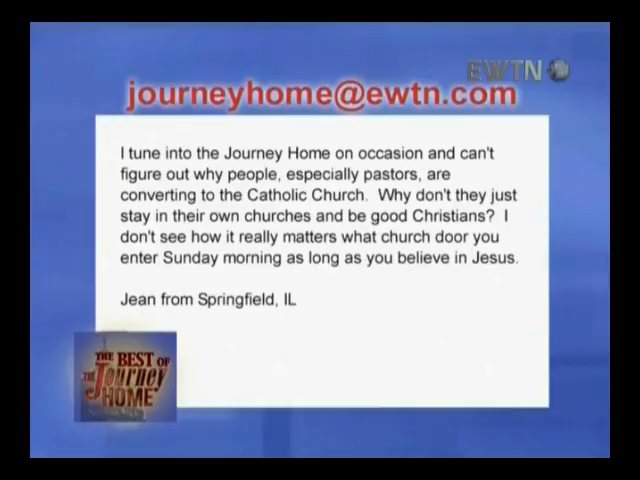 EWTN
journeyhome@ewtn.com
I tune into the Journey Home on occasion and can't
figure out why people, especially pastors, are
converting to the Catholic Church.  Why don't they just
stay in their own churches and be good Christians?  I
don't see how it really matters what church door you
enter Sunday morning as long as you believe in Jesus.
Jean from Springfield, IL
THE BEST OF
THE Journey
HOME